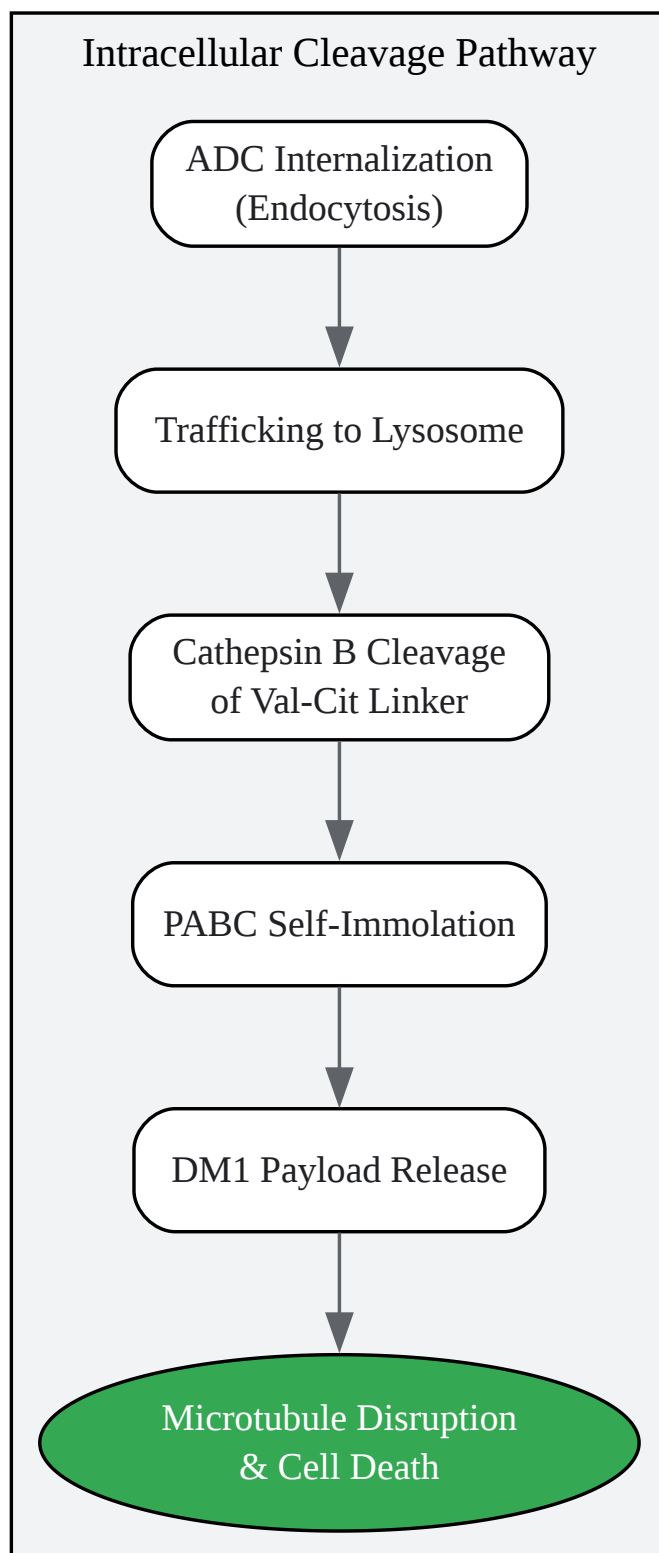 Intracellular Cleavage Pathway
ADC Internalization
(Endocytosis)
Trafficking to Lysosome
Cathepsin B Cleavage
of Val-Cit Linker
PABC Self-Immolation
DM1 Payload Release
Microtubule Disruption
& Cell Death